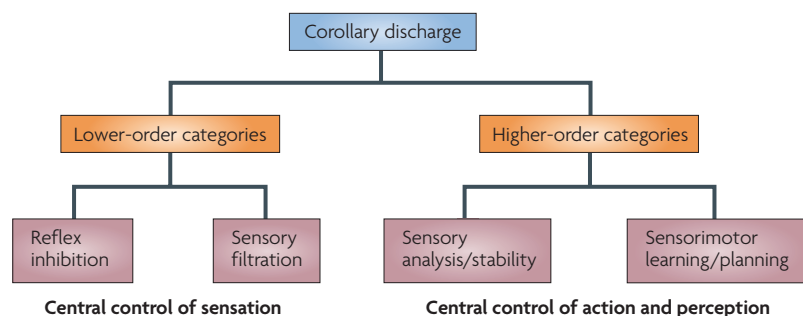 Corollary discharge
Lower-order categories
Higher-order categories
Reflex
inhibition
Sensory
filtration
Sensory
analysis/stability
Sensorimotor
learning/planning
Central control of sensation
Central control of action and perception